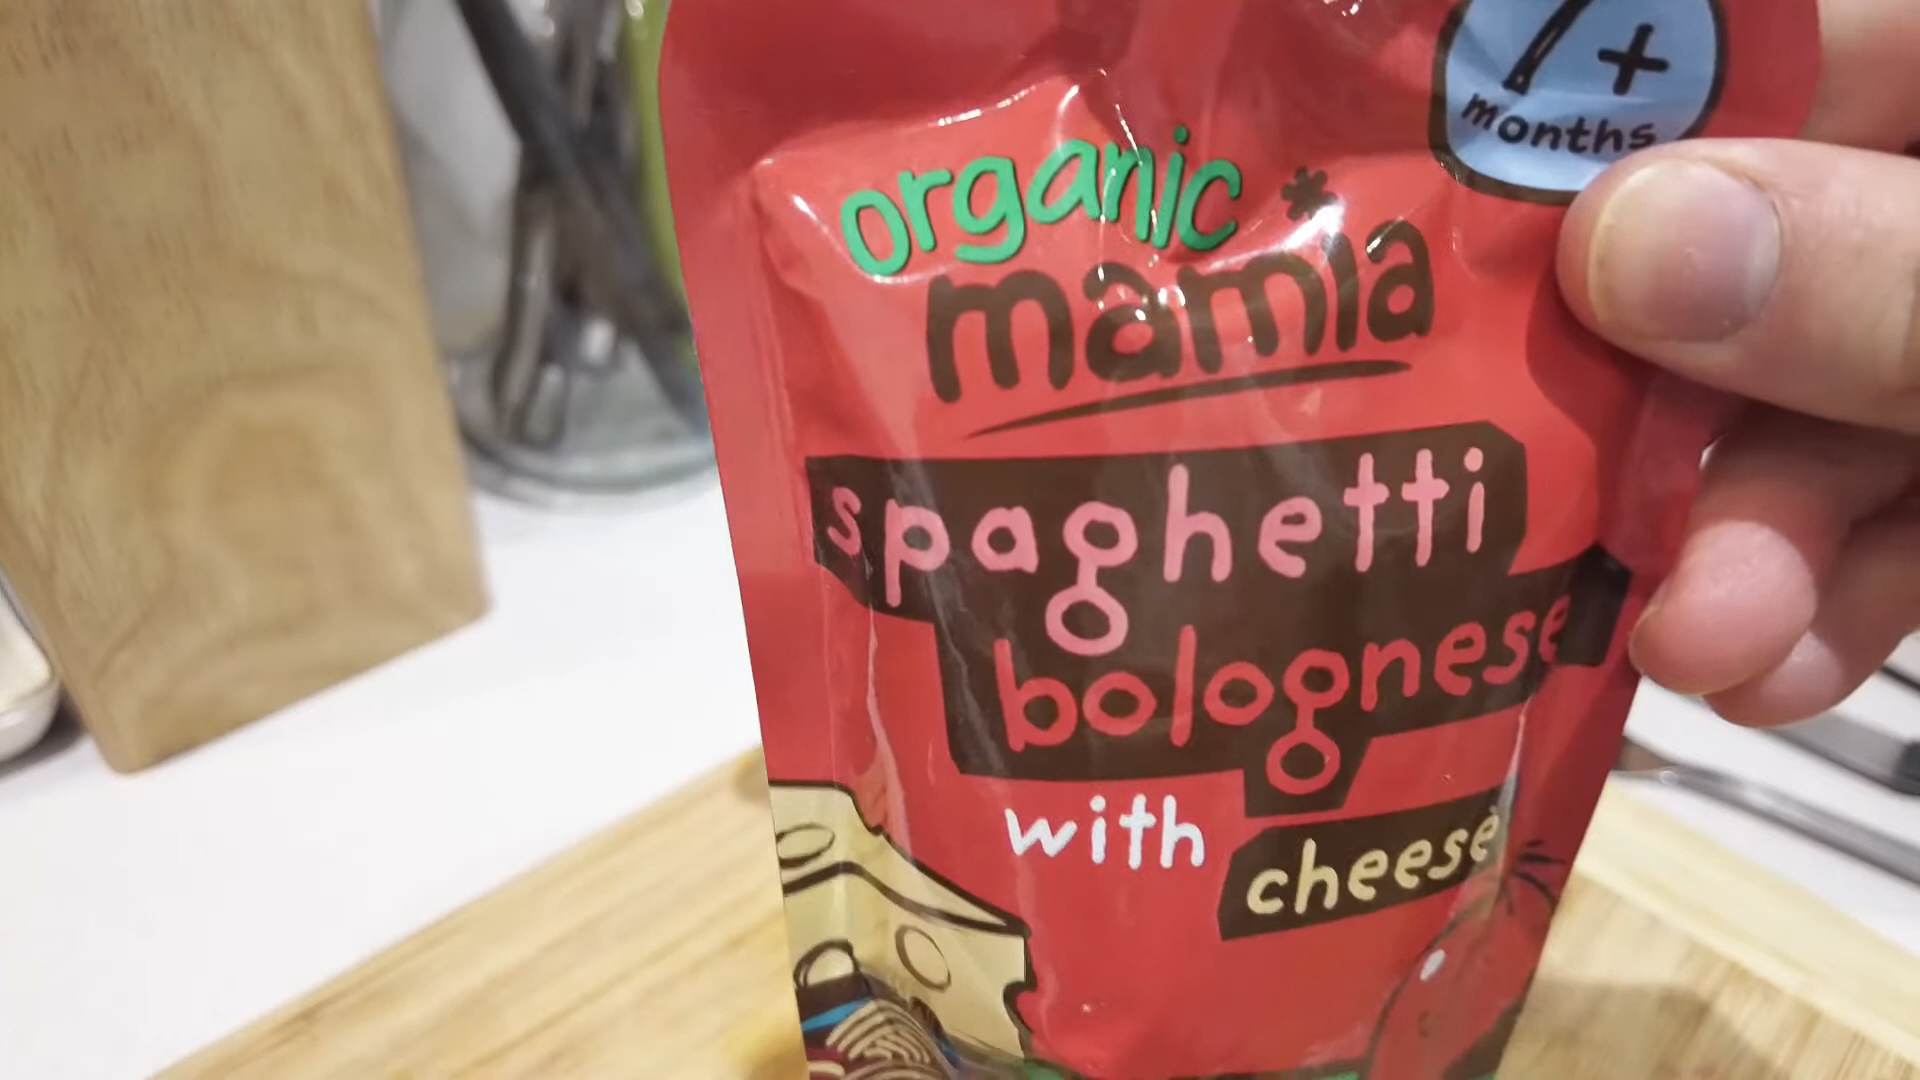 7+
months
organic
mamia
spaghetti
bolognese
with cheese